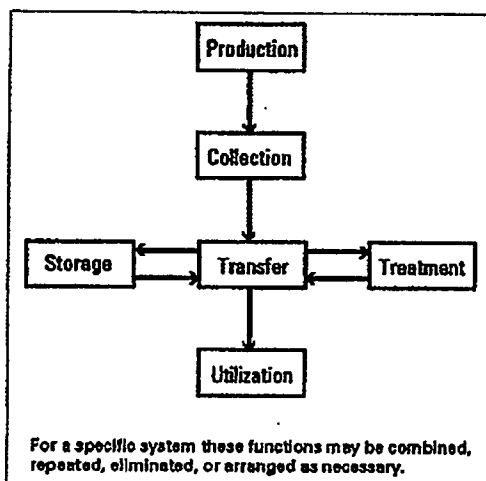 Production
Collection
Storage
Transfer
Treatment
Utilization
For a specific system these functions may be combined,
repeated, eliminated, or arranged as necessary.